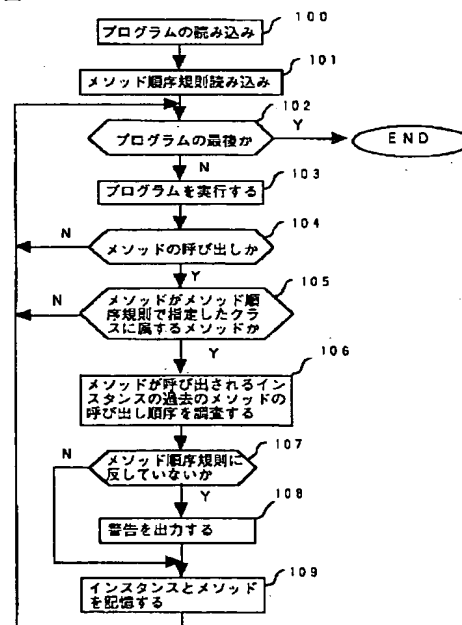 100
プログラムの読み込み
101
メソッド順序規則読み込み
102
プログラムの最後か
Y
END
N
103
プログラムを実行する
104
N
メソッドの呼び出しか
Y
105
N
メソッドがメソッド順
序規則で指定したクラ
スに属するメソッドか
Y
106
メソッドが呼び出されるイン
スタンスの過去のメソッドの
呼び出し順序を調査する
N
107
メソッド順序規則に
反していないか
Y
108
警告を出力する
109
インスタンスとメソッド
を記憶する